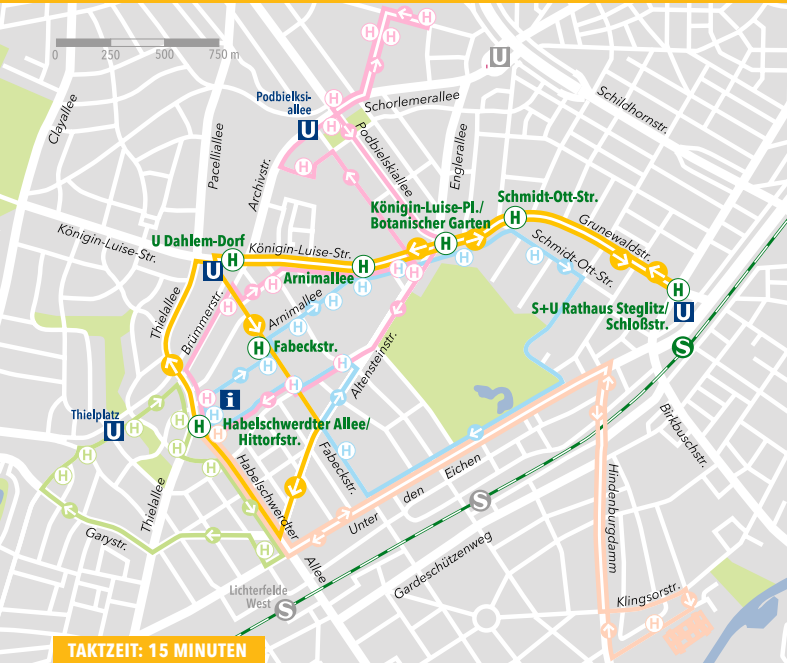 0 250 500 750 m
Clayallee
Podbielksi-
allee
U
U
Schorlemerallee
Schildhornstr.
Pacelliallee
Archivstr.
Podbielskiallee
Englerallee
Königin-Luise-Str.
U Dahlem-Dorf
U
H
Königin-Luise-Str.
Arnimallee
H
Königin-Luise-Pl./
Botanischer Garten
H
Schmidt-Ott-Str.
H
Grunewaldstr.
Schmidt-Ott-Str.
H
S+U Rathaus Steglitz/
Schloßstr.
U
S
Thielallee
Brümmerstr.
Arnimallee
H
Fabeckstr.
Altensteinstr.
i
Thielplatz
U
H
Habelschwerdter Allee/
Hittorfstr.
Birkbuschstr.
Habelschwerdter
Allee
Fabeckstr.
Unter den Eichen
S
Hindenburgdamm
Thielallee
Garystr.
Gardeschützenweg
Lichterfelde
West
S
Klingsorstr.
TAKTZEIT: 15 MINUTEN